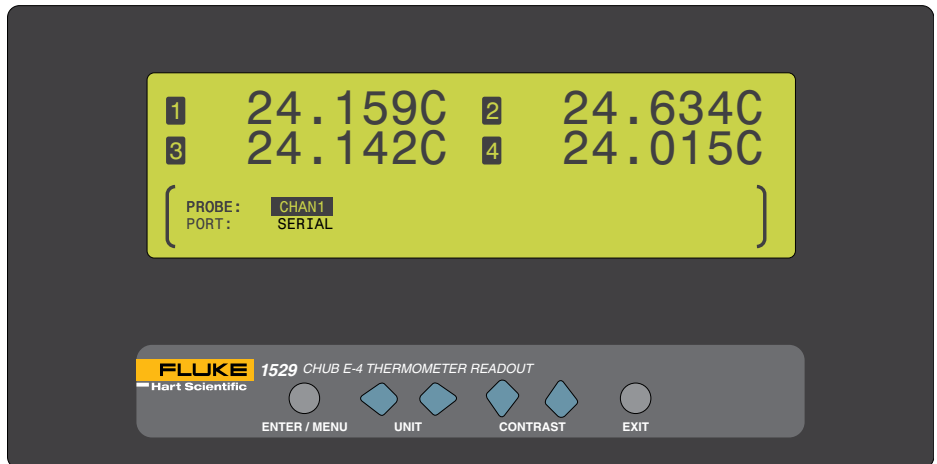 1 24.159C 2 24.634C
3 24.142C 4 24.015C
PROBE: CHAN1
PORT: SERIAL
FLUKE 1529 CHUB E-4 THERMOMETER READOUT
Hart Scientific
ENTER / MENU UNIT CONTRAST EXIT